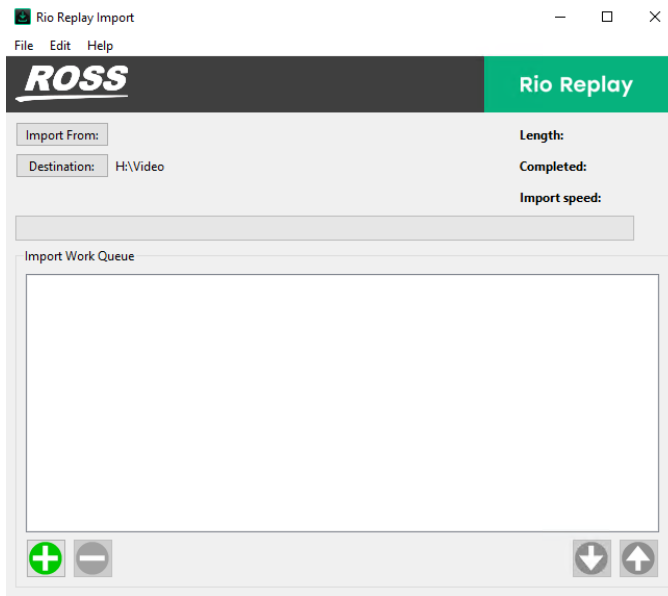 Rio Replay Import
File Edit Help
ROSS
Rio Replay
Import From:
Length:
Destination: H:\Video
Completed:
Import speed:
Import Work Queue